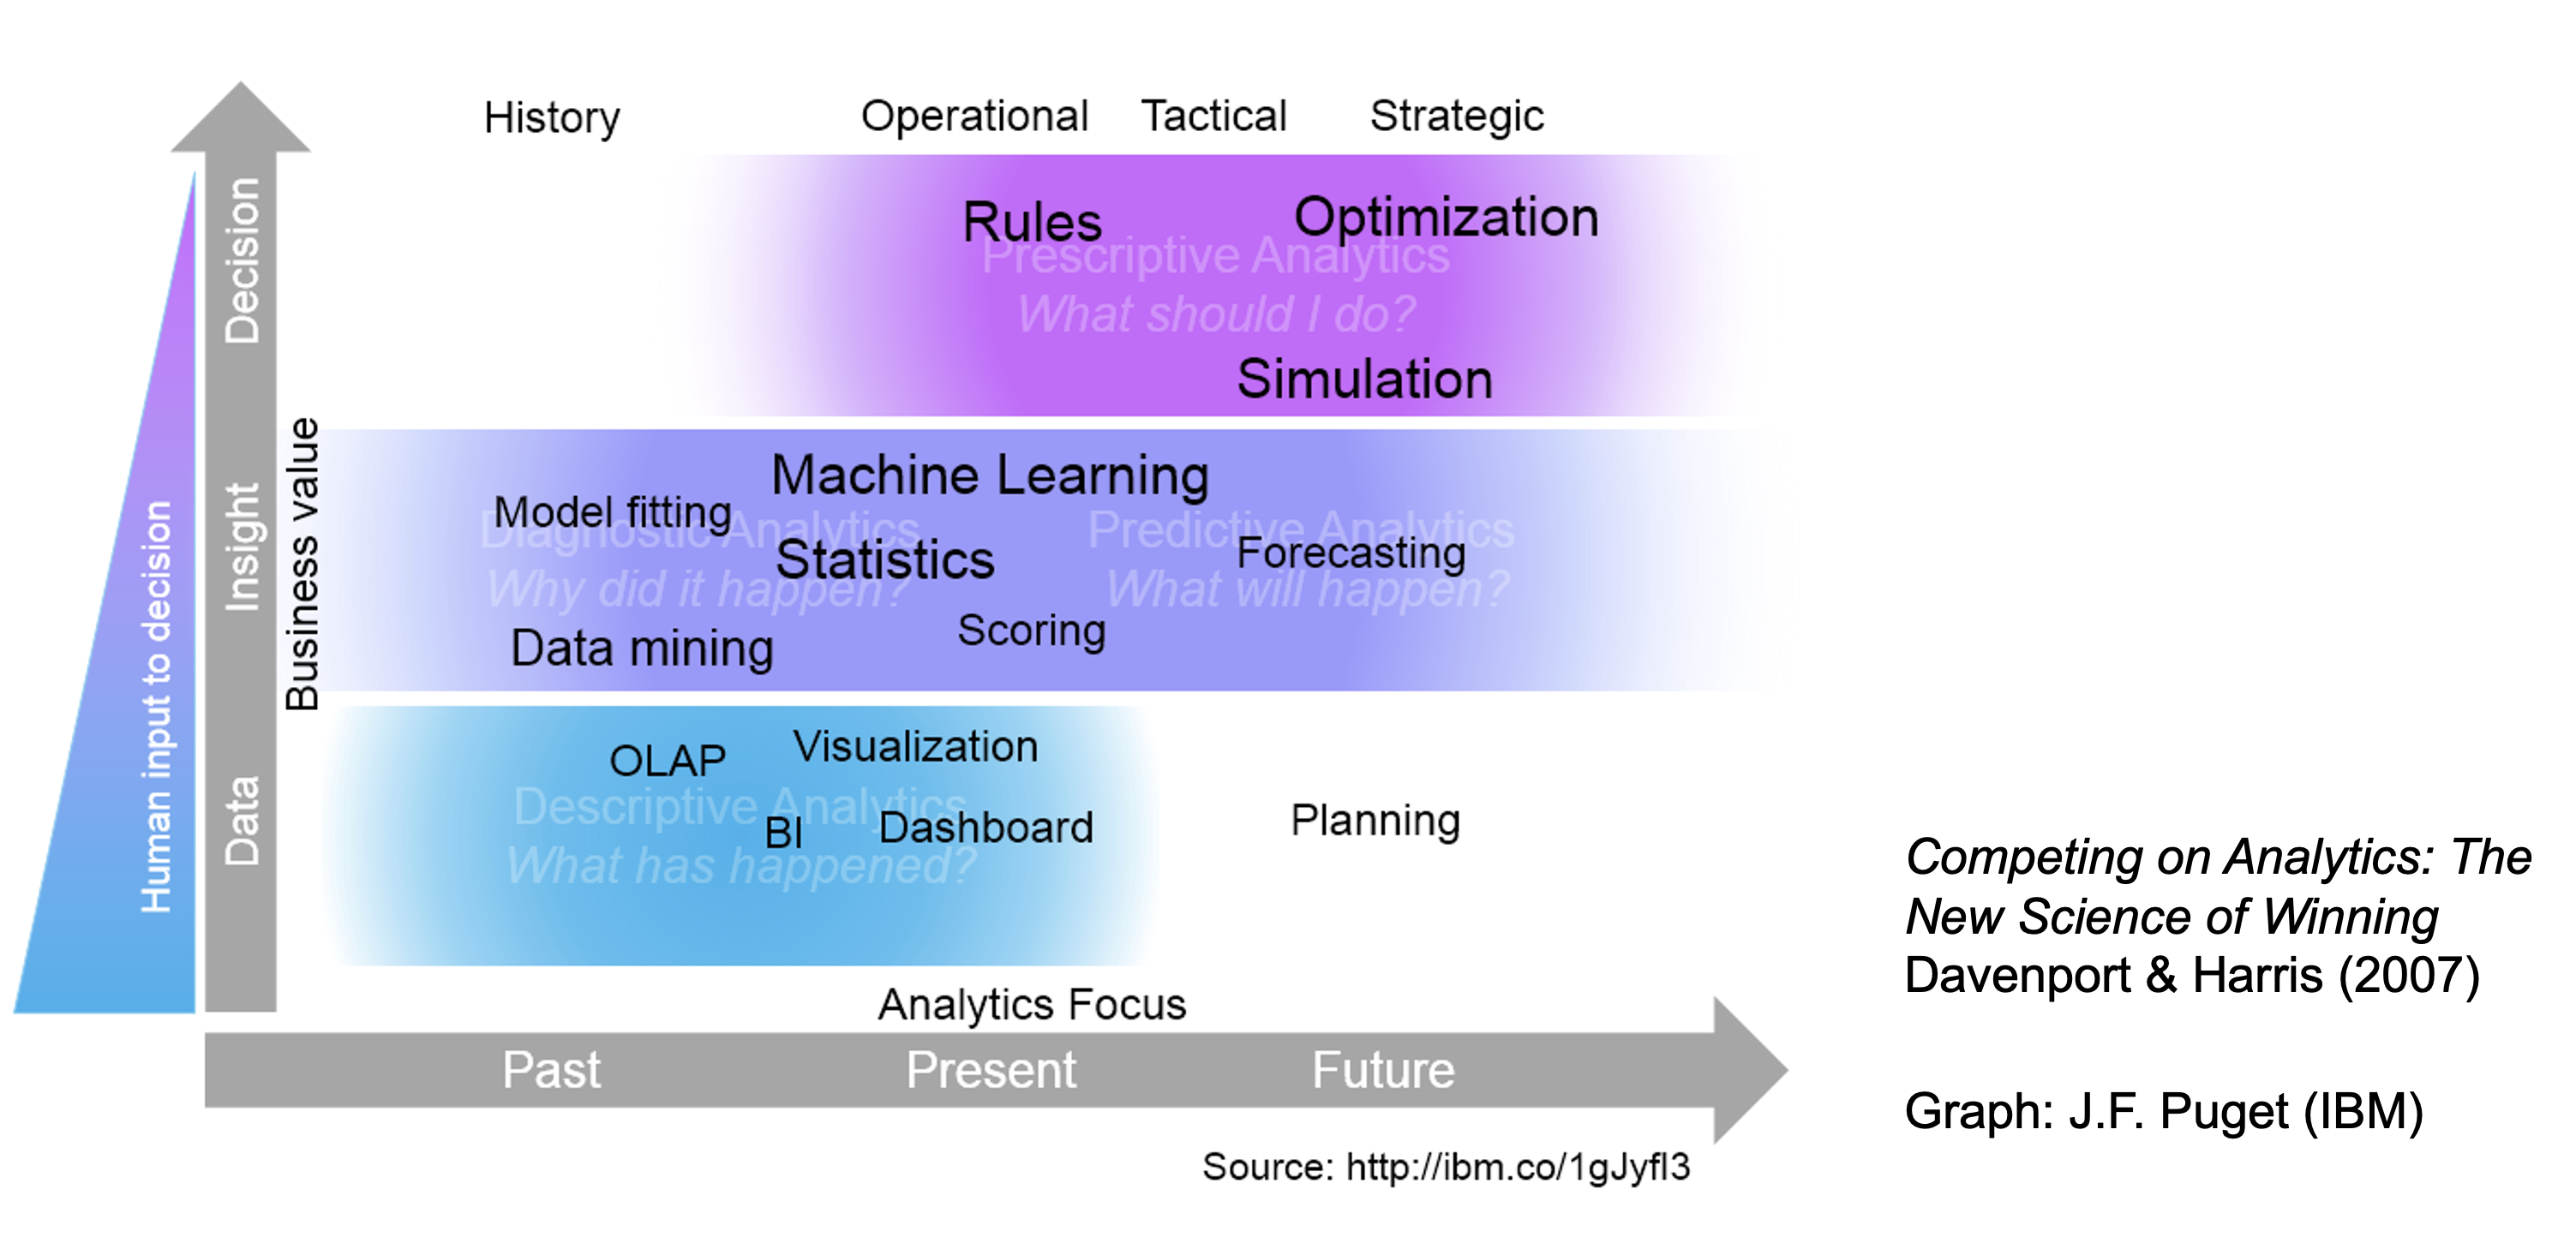 History
Operational
Tactical
Strategic
Decision
Insight
Data
Human input to decision
Business value
Rules
Optimization
Prescriptive Analytics
What should I do?
Simulation
Machine Learning
Model fitting
Diagnostic Analytics
Predictive Analytics
Statistics
Forecasting
Why did it happen?
What will happen?
Scoring
Data mining
OLAP
Visualization
Descriptive Analytics
BI
Dashboard
What has happened?
Planning
Analytics Focus
Past
Present
Future
Source: http://ibm.co/1gJyfl3
Competing on Analytics: The
New Science of Winning
Davenport & Harris (2007)
Graph: J.F. Puget (IBM)